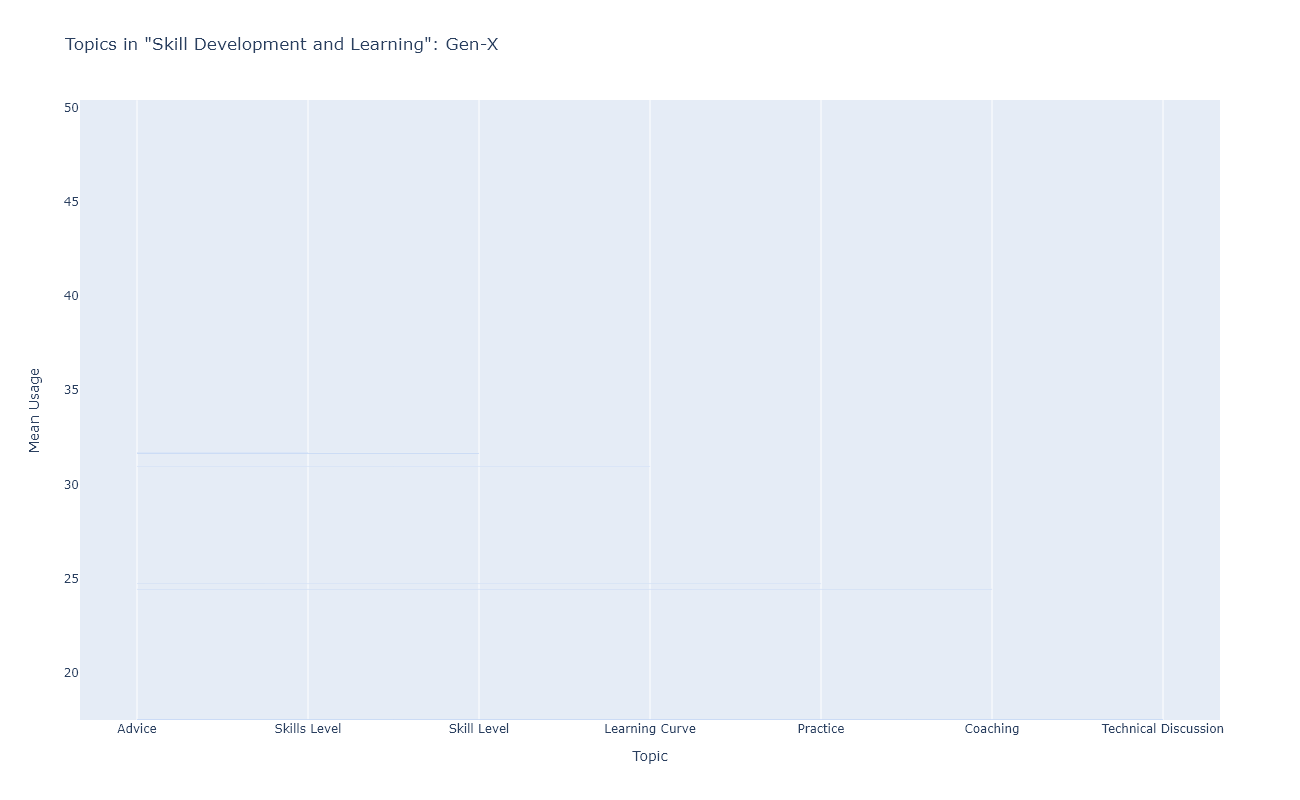 Topics in "Skill Development and Learning": Gen-X
50
45
40
35
30
25
20
Mean Usage
Advice
Skills Level
Skill Level
Learning Curve
Practice
Coaching
Technical Discussion
Topic